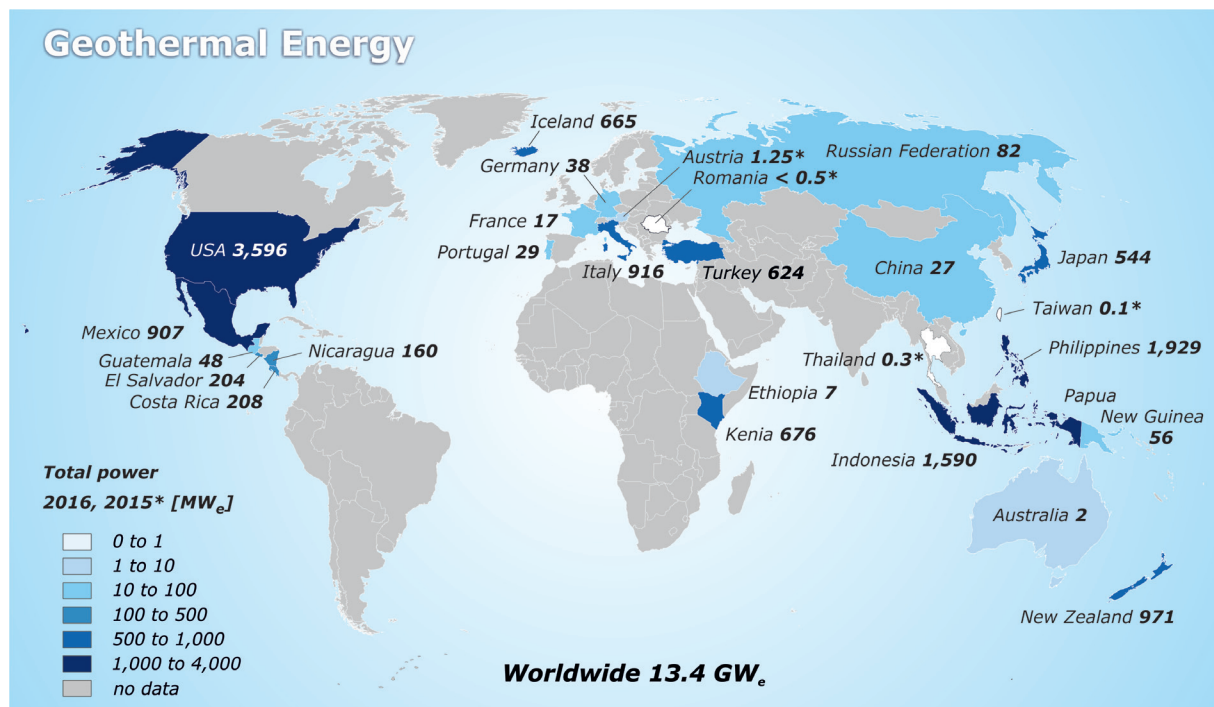 Geothermal Energy
Iceland 665
Germany 38
Austria 1.25*
Romania < 0.5*
Russian Federation 82
France 17
Portugal 29
Italy 916
Turkey 624
USA 3,596
China 27
Japan 544
Taiwan 0.1*
Mexico 907
Guatemala 48
El Salvador 204
Costa Rica 208
Nicaragua 160
Thailand 0.3*
Philippines 1,929
Ethiopia 7
Kenia 676
Papua
New Guinea
56
Indonesia 1,590
Australia 2
New Zealand 971
Total power
2016, 2015* [MWe]
0 to 1
1 to 10
10 to 100
100 to 500
500 to 1,000
1,000 to 4,000
no data
Worldwide 13.4 GWe